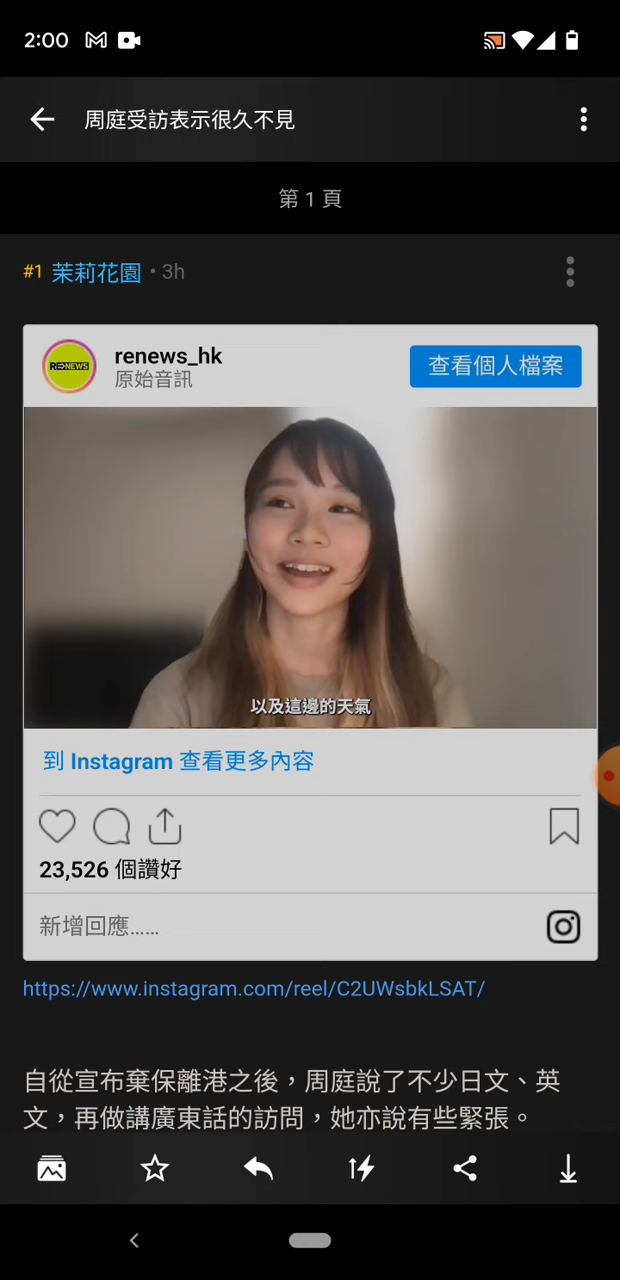 2:00
周庭受訪表示很久不見
第 1 頁
#1 茉莉花園 • 3h
RE:NEWS
renews_hk
原始音訊
查看個人檔案
以及這邊的天氣
到 Instagram 查看更多內容
23,526 個讚好
新增回應……
https://www.instagram.com/reel/C2UWsbkLSAT/
自從宣布棄保離港之後，周庭說了不少日文、英
文，再做講廣東話的訪問，她亦說有些緊張。